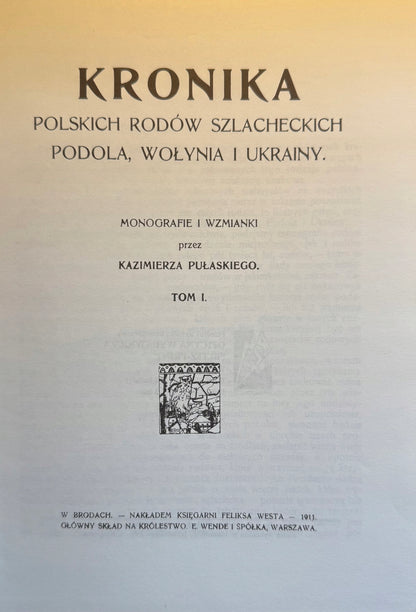 KRONIKA
POLSKICH RODÓW SZLACHECKICH
PODOLA, WOŁYNIA I UKRAINY.
MONOGRAFIE I WZMIANKI
przez
KAZIMIERZA PUŁASKIEGO.
TOM I.
W BRODACH. — NAKŁADEM KSIĘGARNI FELIKSA WESTA — 1911
GŁÓWNY SKŁAD NA KRÓLESTWO. E. WENDE I SPÓŁKA, WARSZAWA.